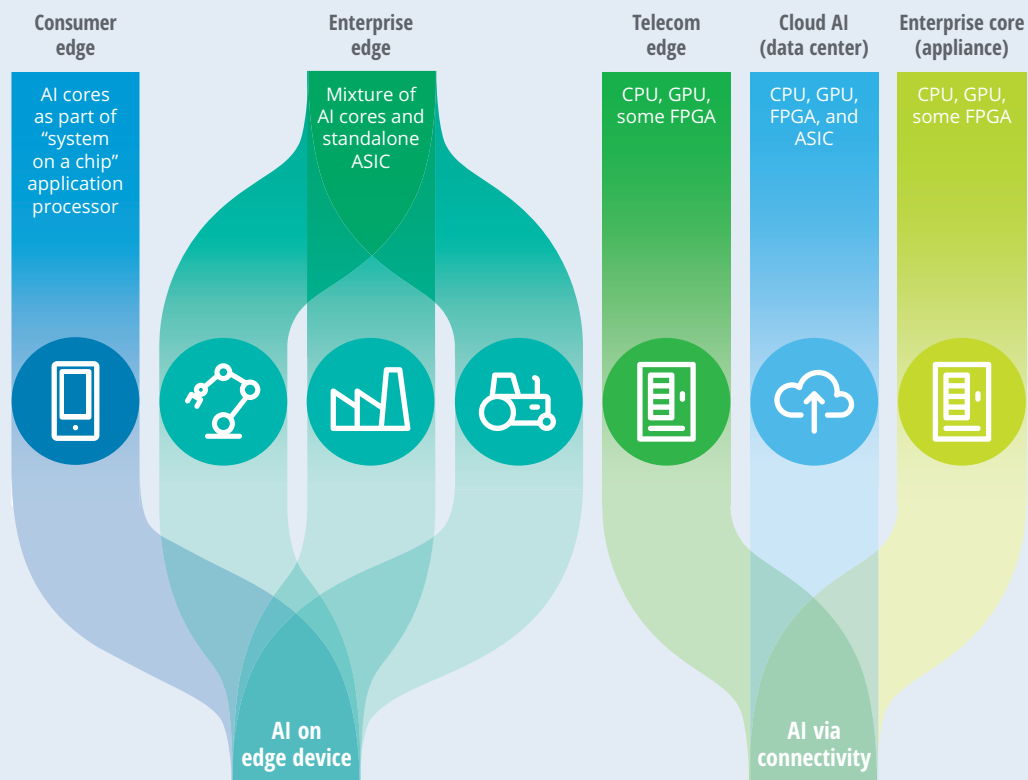 Consumer
edge
Enterprise
edge
Telecom
edge
Cloud AI
(data center)
Enterprise core
(appliance)
AI cores
as part of
“system
on a chip”
application
processor
Mixture of
AI cores and
standalone
ASIC
CPU, GPU,
some FPGA
CPU, GPU,
FPGA, and
ASIC
CPU, GPU,
some FPGA
AI on
edge device
AI via
connectivity